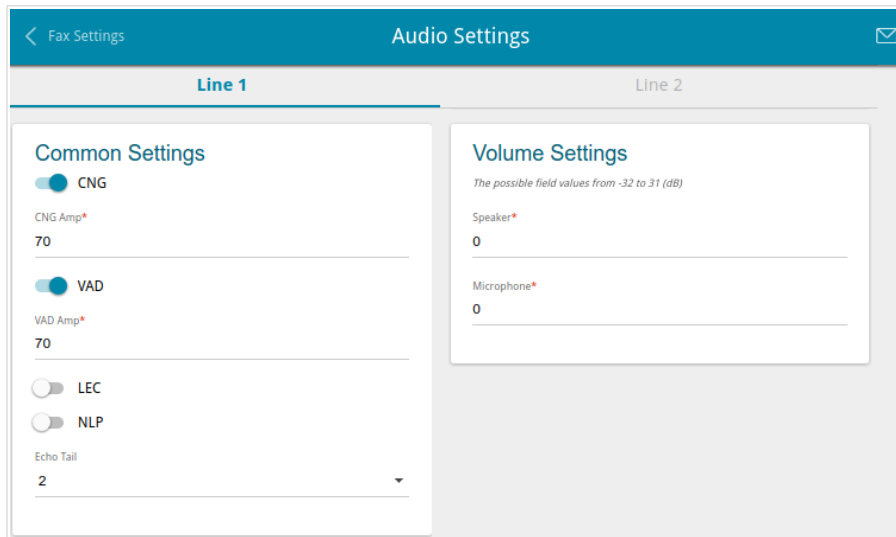 Fax Settings
Audio Settings
Line 1
Line 2
Common Settings
CNG
CNG Amp*
70
VAD
VAD Amp*
70
LEC
NLP
Echo Tail
2
Volume Settings
The possible field values from -32 to 31 (dB)
Speaker*
0
Microphone*
0